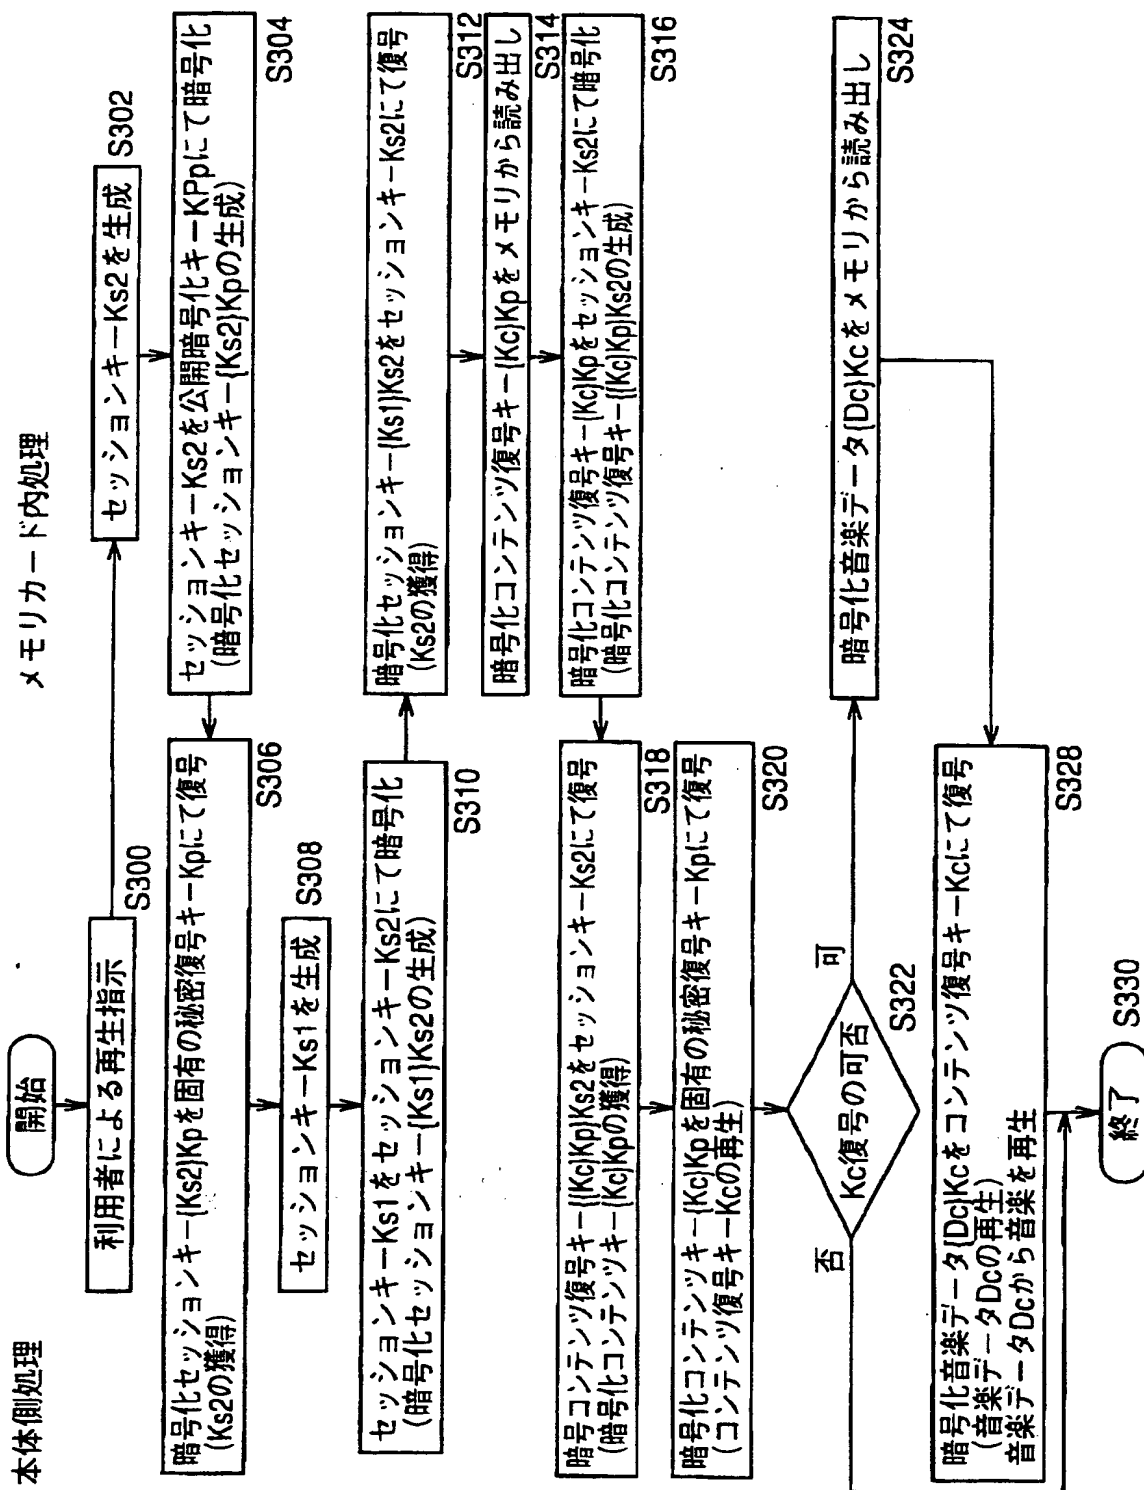 本体側処理
メモリカード内処理
開始
利用者による再生指示
S300
セッションキーKs2を生成
S302
セッションキーKs2を公開暗号化キーKPpにて暗号化
(暗号化セッションキー{Ks2}Kpの生成)
S304
暗号化セッションキー{Ks2}Kpを固有の秘密復号キーKpにて復号
(Ks2の獲得)
S306
セッションキーKs1を生成
S308
セッションキーKs1をセッションキーKs2にて暗号化
(暗号化セッションキー{Ks1}Ks2の生成)
S310
暗号化セッションキー{Ks1}Ks2をセッションキーKs2にて復号
(Ks2の獲得)
S312
暗号化コンテンツ復号キー{Kc}Kpをメモリから読み出し
S314
暗号化コンテンツ復号キー{Kc}KpをセッションキーKs2にて暗号化
(暗号化コンテンツ復号キー{{Kc}Kp}Ks2の生成)
S316
暗号コンテンツ復号キー{{Kc}Kp}Ks2をセッションキーKs2にて復号
(暗号化コンテンツキー{Kc}Kpの獲得)
S318
暗号化コンテンツキー{Kc}Kpを固有の秘密復号キーKpにて復号
(コンテンツ復号キーKcの再生)
S320
Kc復号の可否
S322
可
否
暗号化音楽データ{Dc}Kcをメモリから読み出し
S324
暗号化音楽データ{Dc}Kcをコンテンツ復号キーKcにて復号
(音楽データDcの再生)
音楽データDcから音楽を再生
S328
終了
S330